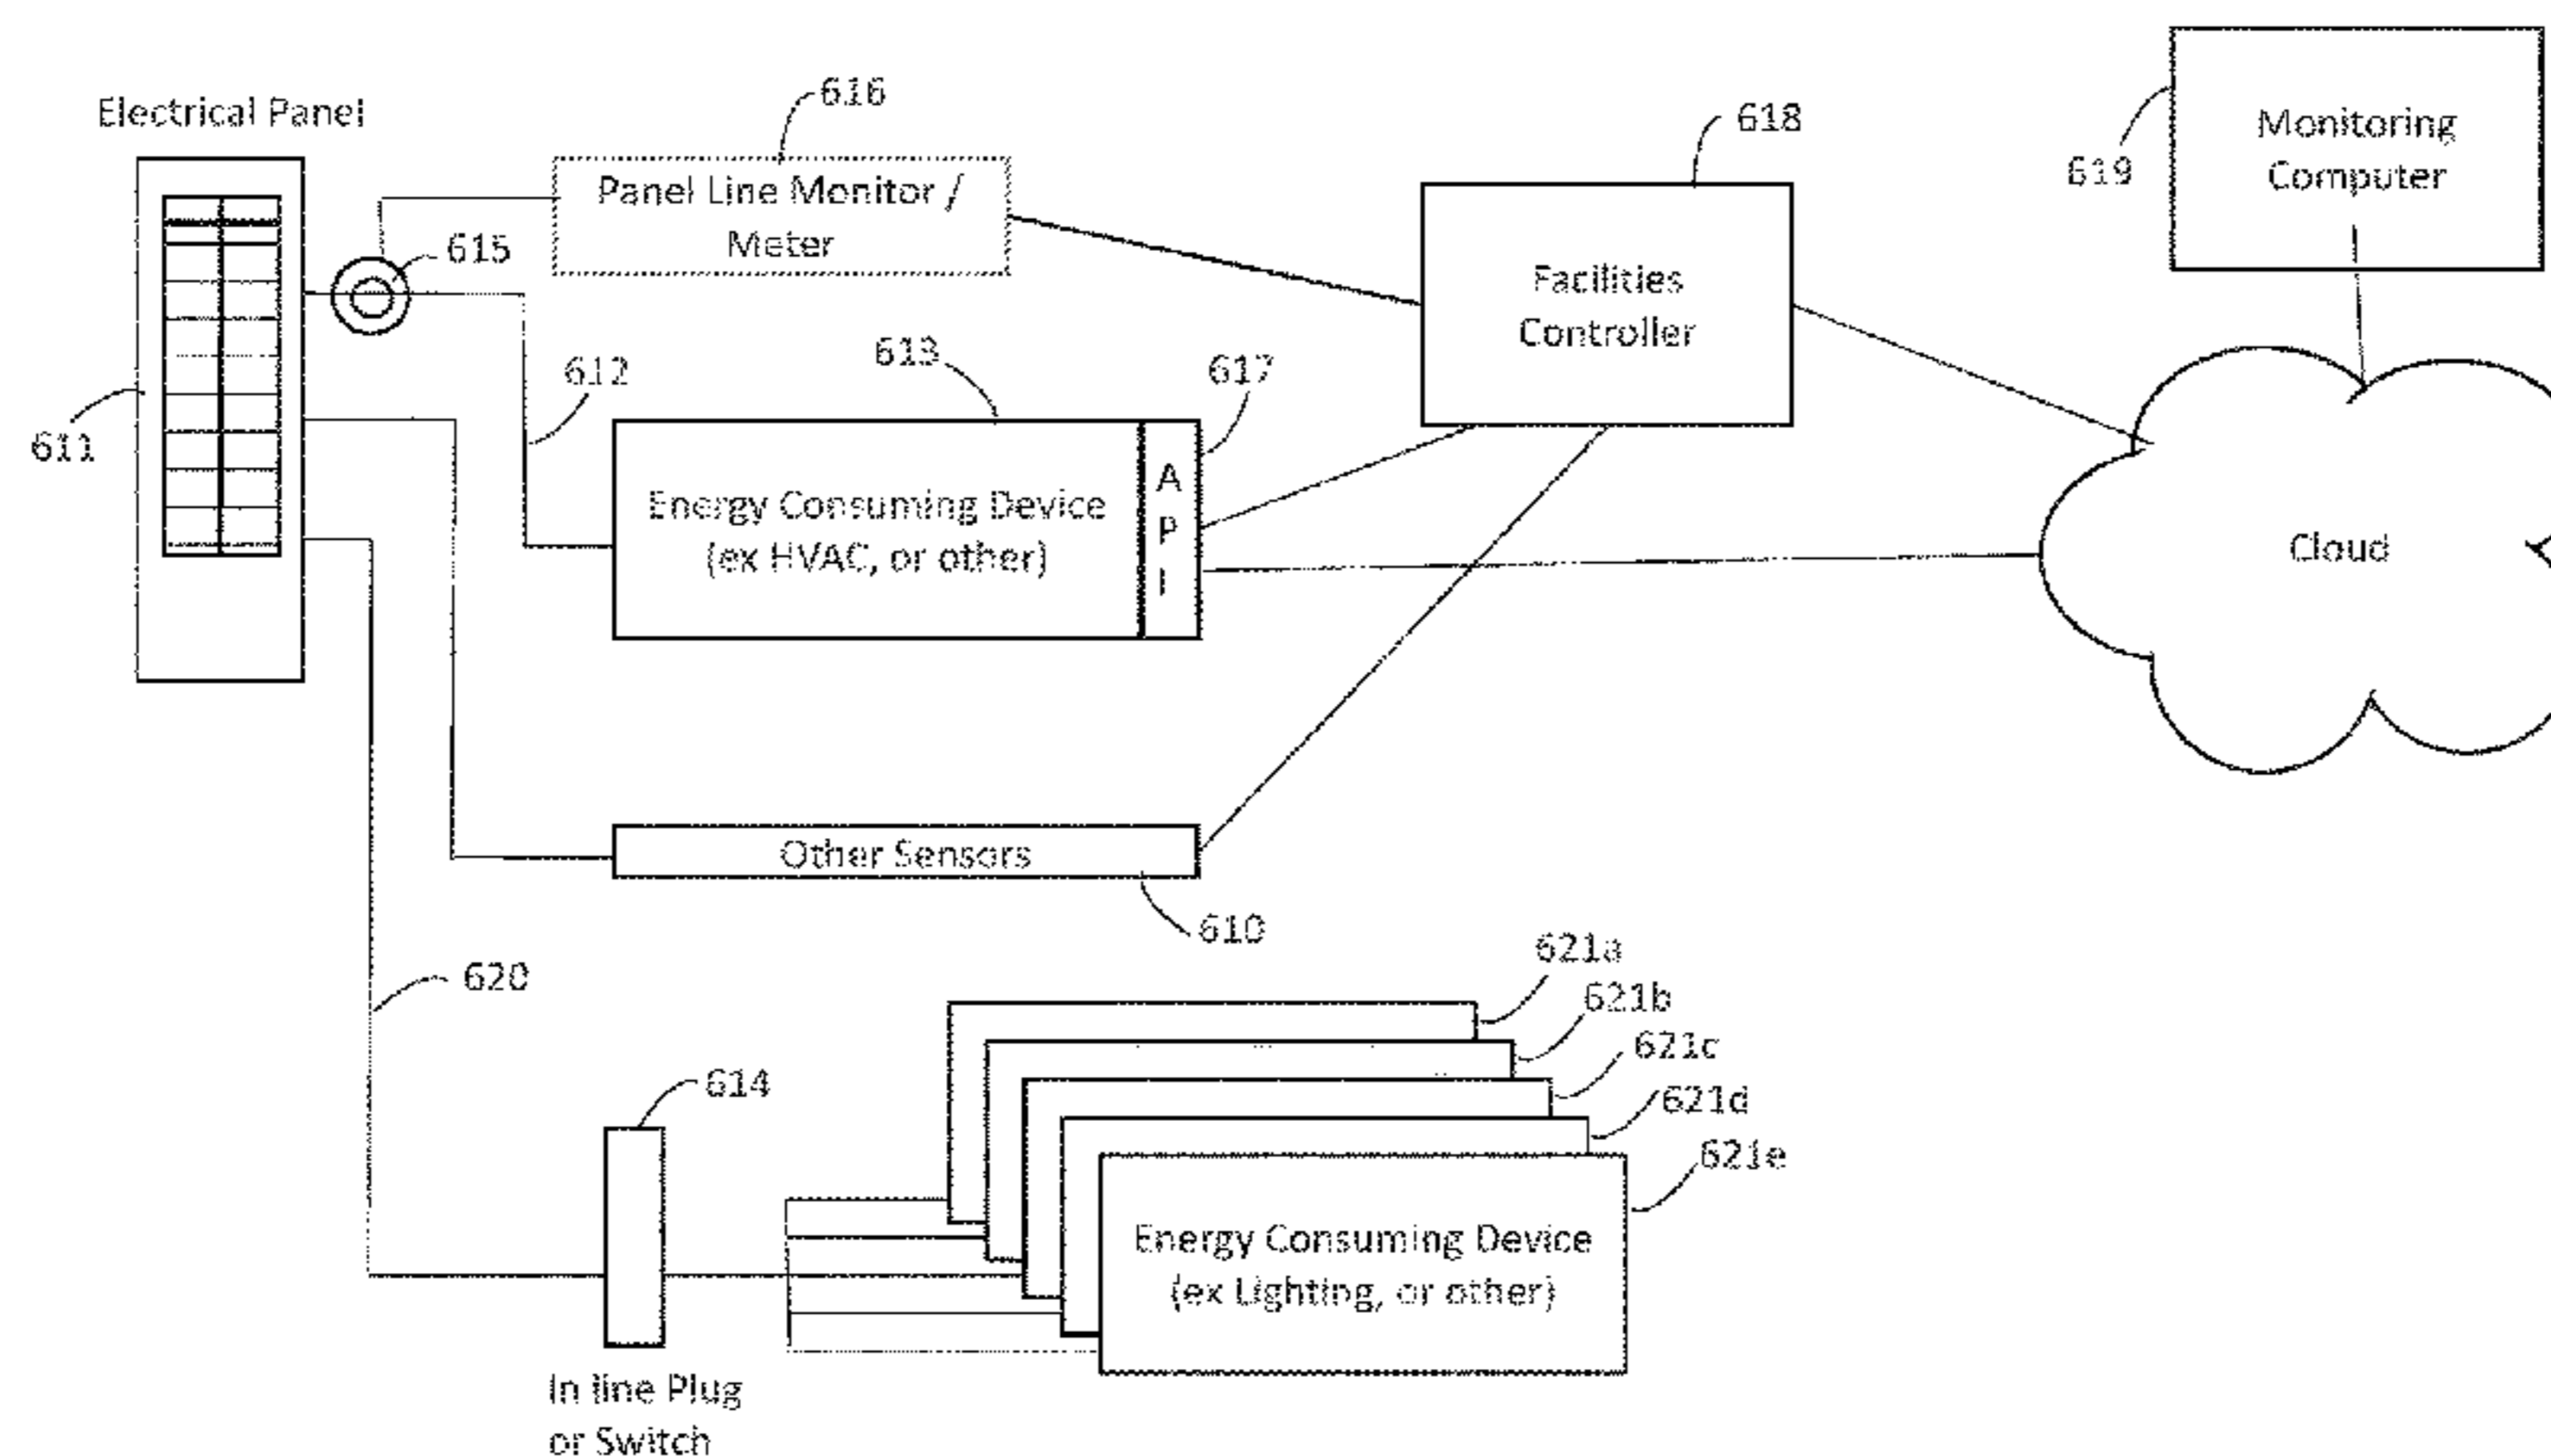 Electrical Panel
616
618
619
Monitoring
Computer
Panel Line Monitor /
Meter
615
Facilities
Controller
613
612
617
611
A
P
I
Energy Consuming Device
(ex HVAC, or other)
Cloud
Other Sensors
610
620
621a
621b
621c
621d
621e
614
Energy Consuming Device
(ex Lighting, or other)
In line Plug
or Switch